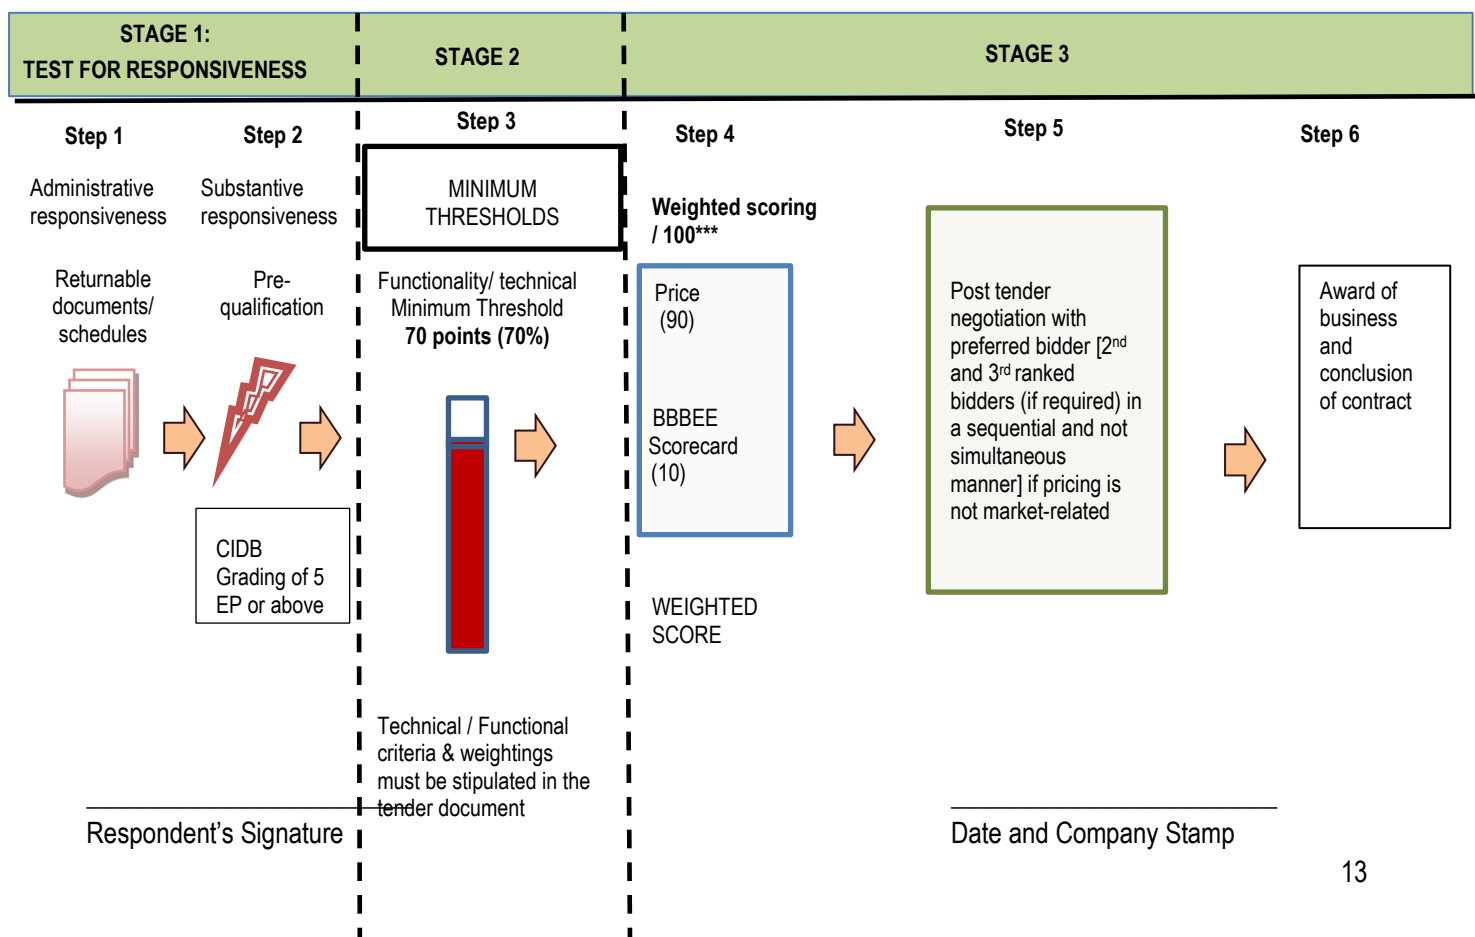 STAGE 1:
TEST FOR RESPONSIVENESS
STAGE 2
STAGE 3
Step 1
Administrative
responsiveness
Returnable
documents/
schedules
Step 2
Substantive
responsiveness
Pre-
qualification
CIDB
Grading of 5
EP or above
Step 3
MINIMUM
THRESHOLDS
Functionality/ technical
Minimum Threshold
70 points (70%)
Technical / Functional
criteria & weightings
must be stipulated in the
tender document
Step 4
Weighted scoring
/ 100***
Price
(90)
BBBEE
Scorecard
(10)
WEIGHTED
SCORE
Step 5
Post tender
negotiation with
preferred bidder [2nd
and 3rd ranked
bidders (if required) in
a sequential and not
simultaneous
manner] if pricing is
not market-related
Step 6
Award of
business
and
conclusion
of contract
Respondent’s Signature
Date and Company Stamp
13